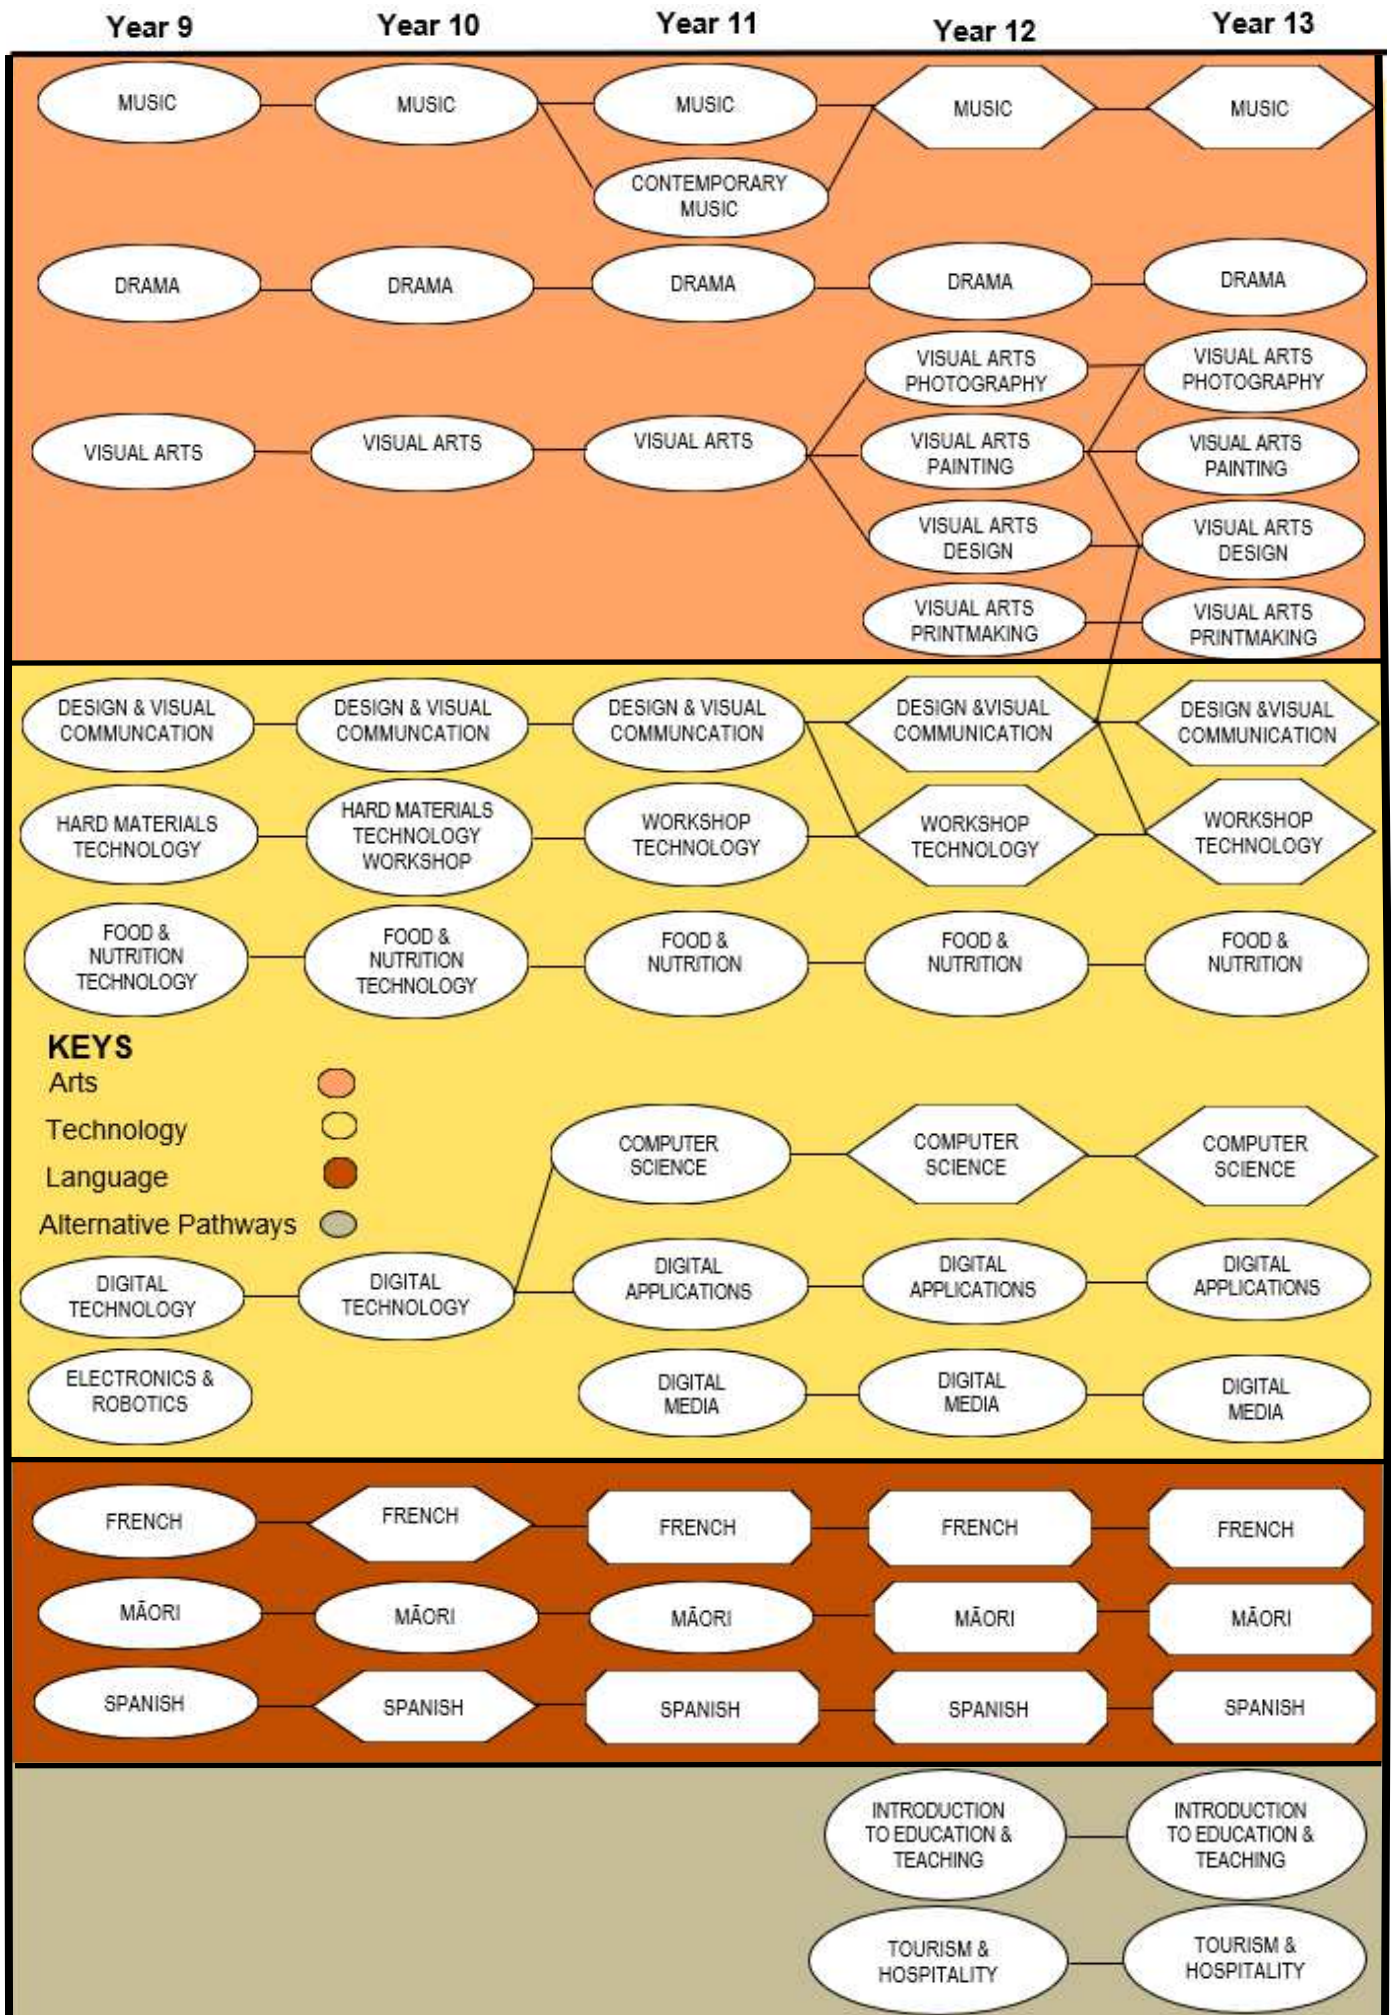 Year 9
Year 10
Year 11
Year 12
Year 13
MUSIC
MUSIC
MUSIC
MUSIC
MUSIC
CONTEMPORARY
MUSIC
DRAMA
DRAMA
DRAMA
DRAMA
DRAMA
VISUAL ARTS
PHOTOGRAPHY
VISUAL ARTS
PHOTOGRAPHY
VISUAL ARTS
VISUAL ARTS
VISUAL ARTS
VISUAL ARTS
PAINTING
VISUAL ARTS
PAINTING
VISUAL ARTS
DESIGN
VISUAL ARTS
DESIGN
VISUAL ARTS
PRINTMAKING
VISUAL ARTS
PRINTMAKING
DESIGN & VISUAL
COMMUNCATION
DESIGN & VISUAL
COMMUNCATION
DESIGN & VISUAL
COMMUNCATION
DESIGN &VISUAL
COMMUNICATION
DESIGN &VISUAL
COMMUNICATION
HARD MATERIALS
TECHNOLOGY
HARD MATERIALS
TECHNOLOGY
WORKSHOP
WORKSHOP
TECHNOLOGY
WORKSHOP
TECHNOLOGY
WORKSHOP
TECHNOLOGY
FOOD &
NUTRITION
TECHNOLOGY
FOOD &
NUTRITION
TECHNOLOGY
FOOD &
NUTRITION
FOOD &
NUTRITION
FOOD &
NUTRITION
KEYS
Arts
Technology
Language
Alternative Pathways
COMPUTER
SCIENCE
COMPUTER
SCIENCE
COMPUTER
SCIENCE
DIGITAL
TECHNOLOGY
DIGITAL
TECHNOLOGY
DIGITAL
APPLICATIONS
DIGITAL
APPLICATIONS
DIGITAL
APPLICATIONS
ELECTRONICS &
ROBOTICS
DIGITAL
MEDIA
DIGITAL
MEDIA
DIGITAL
MEDIA
FRENCH
FRENCH
FRENCH
FRENCH
FRENCH
MĀORI
MĀORI
MĀORI
MĀORI
MĀORI
SPANISH
SPANISH
SPANISH
SPANISH
SPANISH
INTRODUCTION
TO EDUCATION &
TEACHING
INTRODUCTION
TO EDUCATION &
TEACHING
TOURISM &
HOSPITALITY
TOURISM &
HOSPITALITY